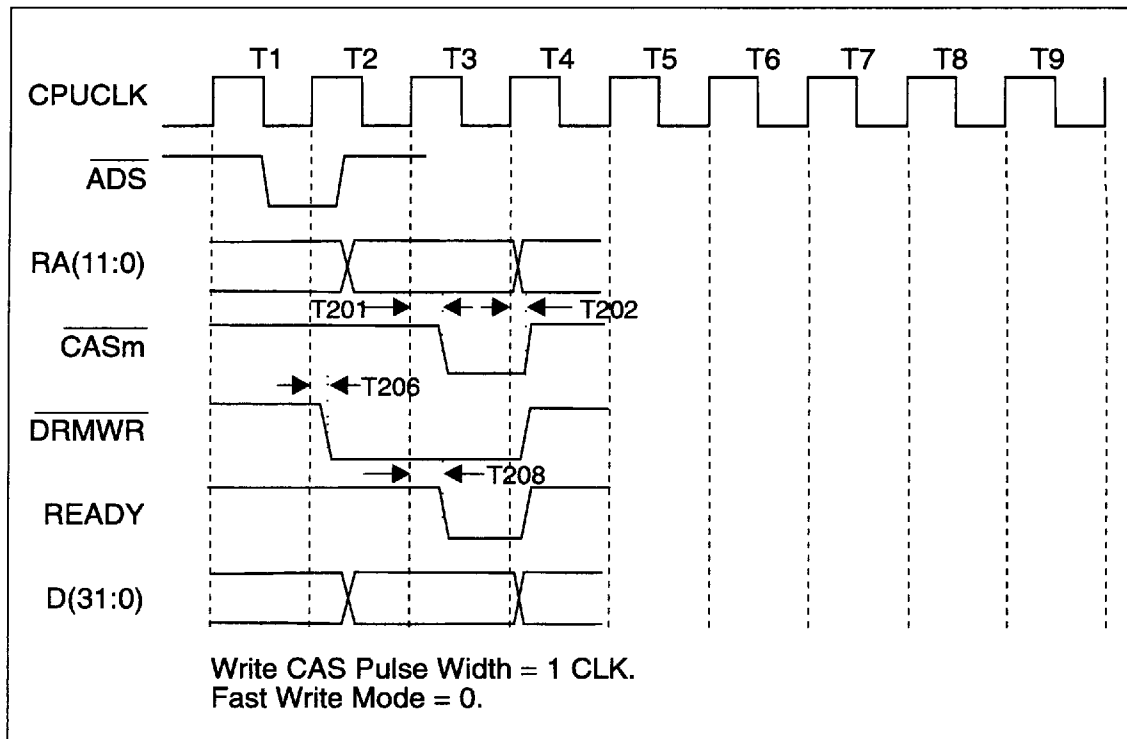 T1 T2 T3 T4 T5 T6 T7 T8 T9
CPUCLK
ADS
RA(11:0)
T201 T202
CASm
T206
DRMWR
T208
READY
D(31:0)
Write CAS Pulse Width = 1 CLK.
Fast Write Mode = 0.